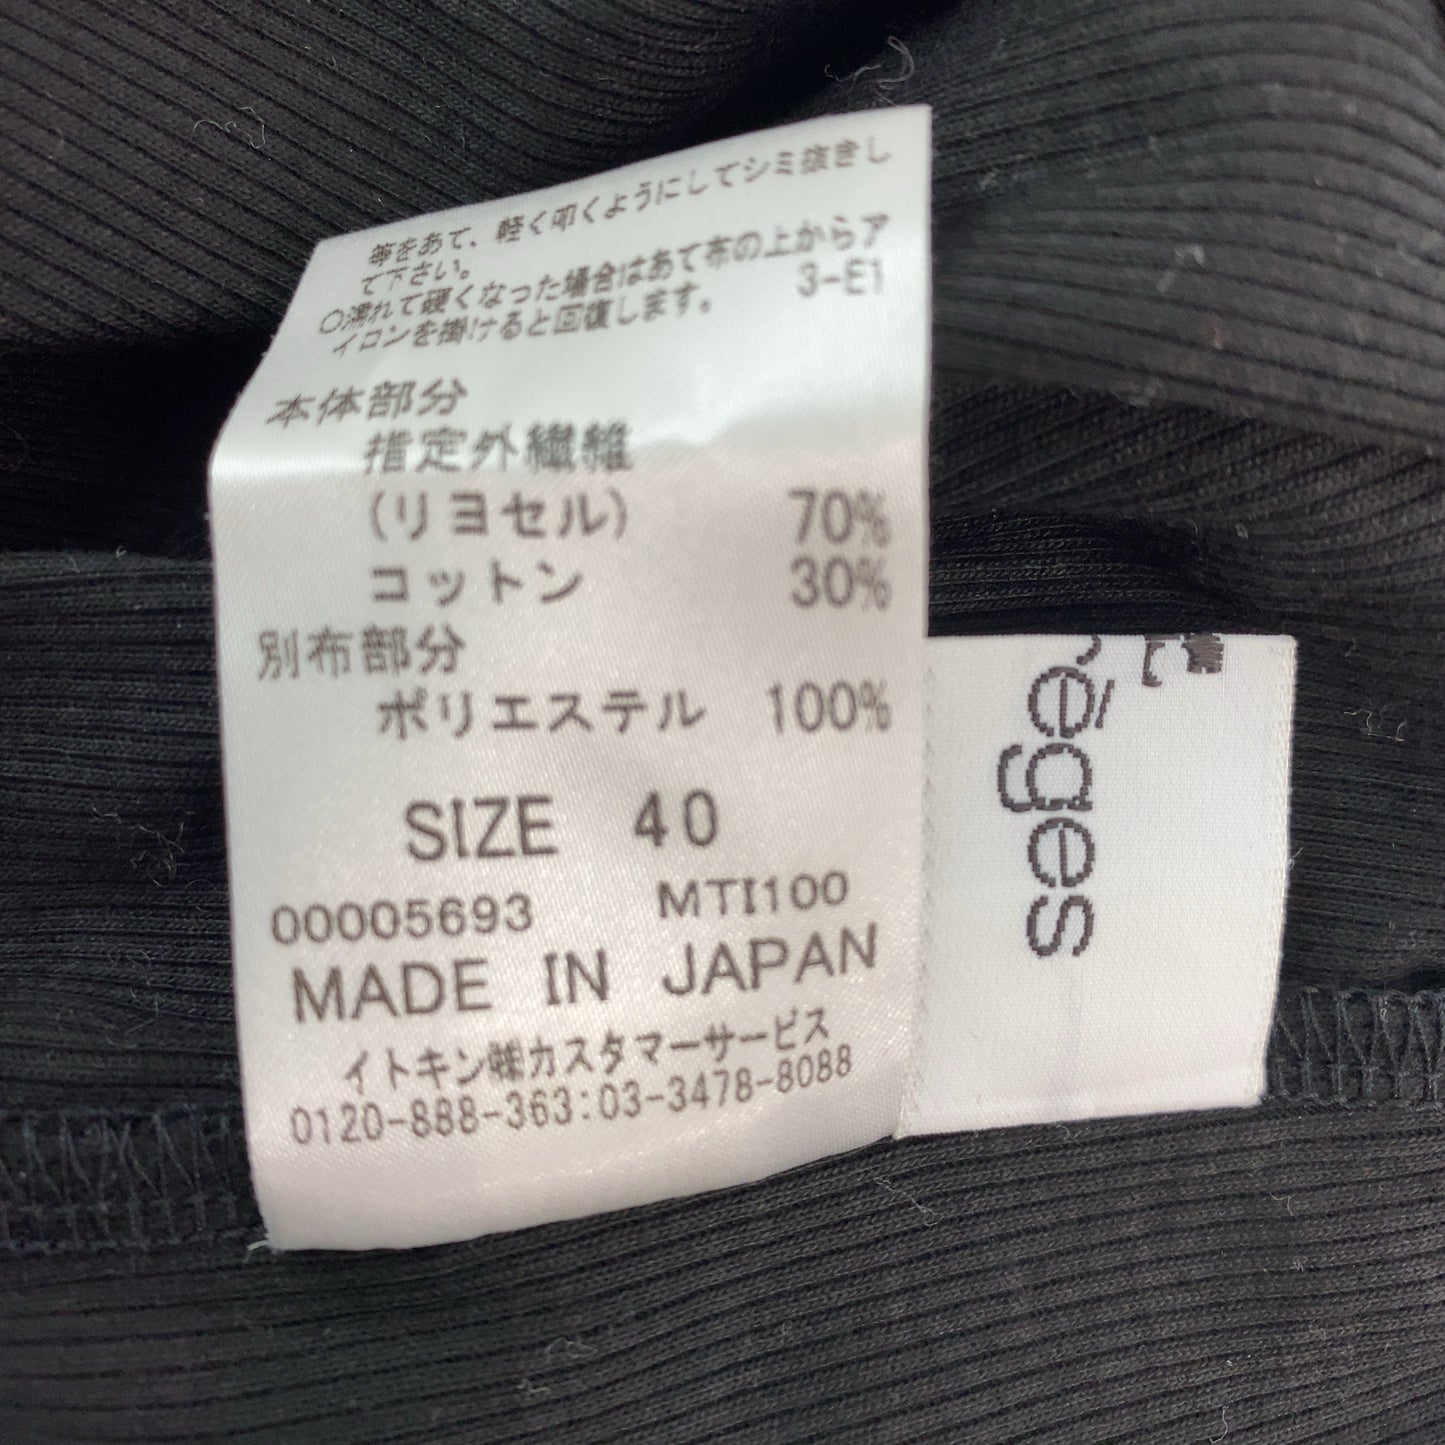 等をあて、軽く叩くようにしてシミ抜きし
て下さい。
○濡れて硬くなった場合はあて布の上からア
イロンを掛けると回復します。 3-E1
本体部分
指定外繊維
(リヨセル) 70%
コットン 30%
別布部分
ポリエステル 100%
SIZE 40
00005693 MTI100
MADE IN JAPAN
イトキン㈱カスタマーサービス
0120-888-363:03-3478-8088
règes